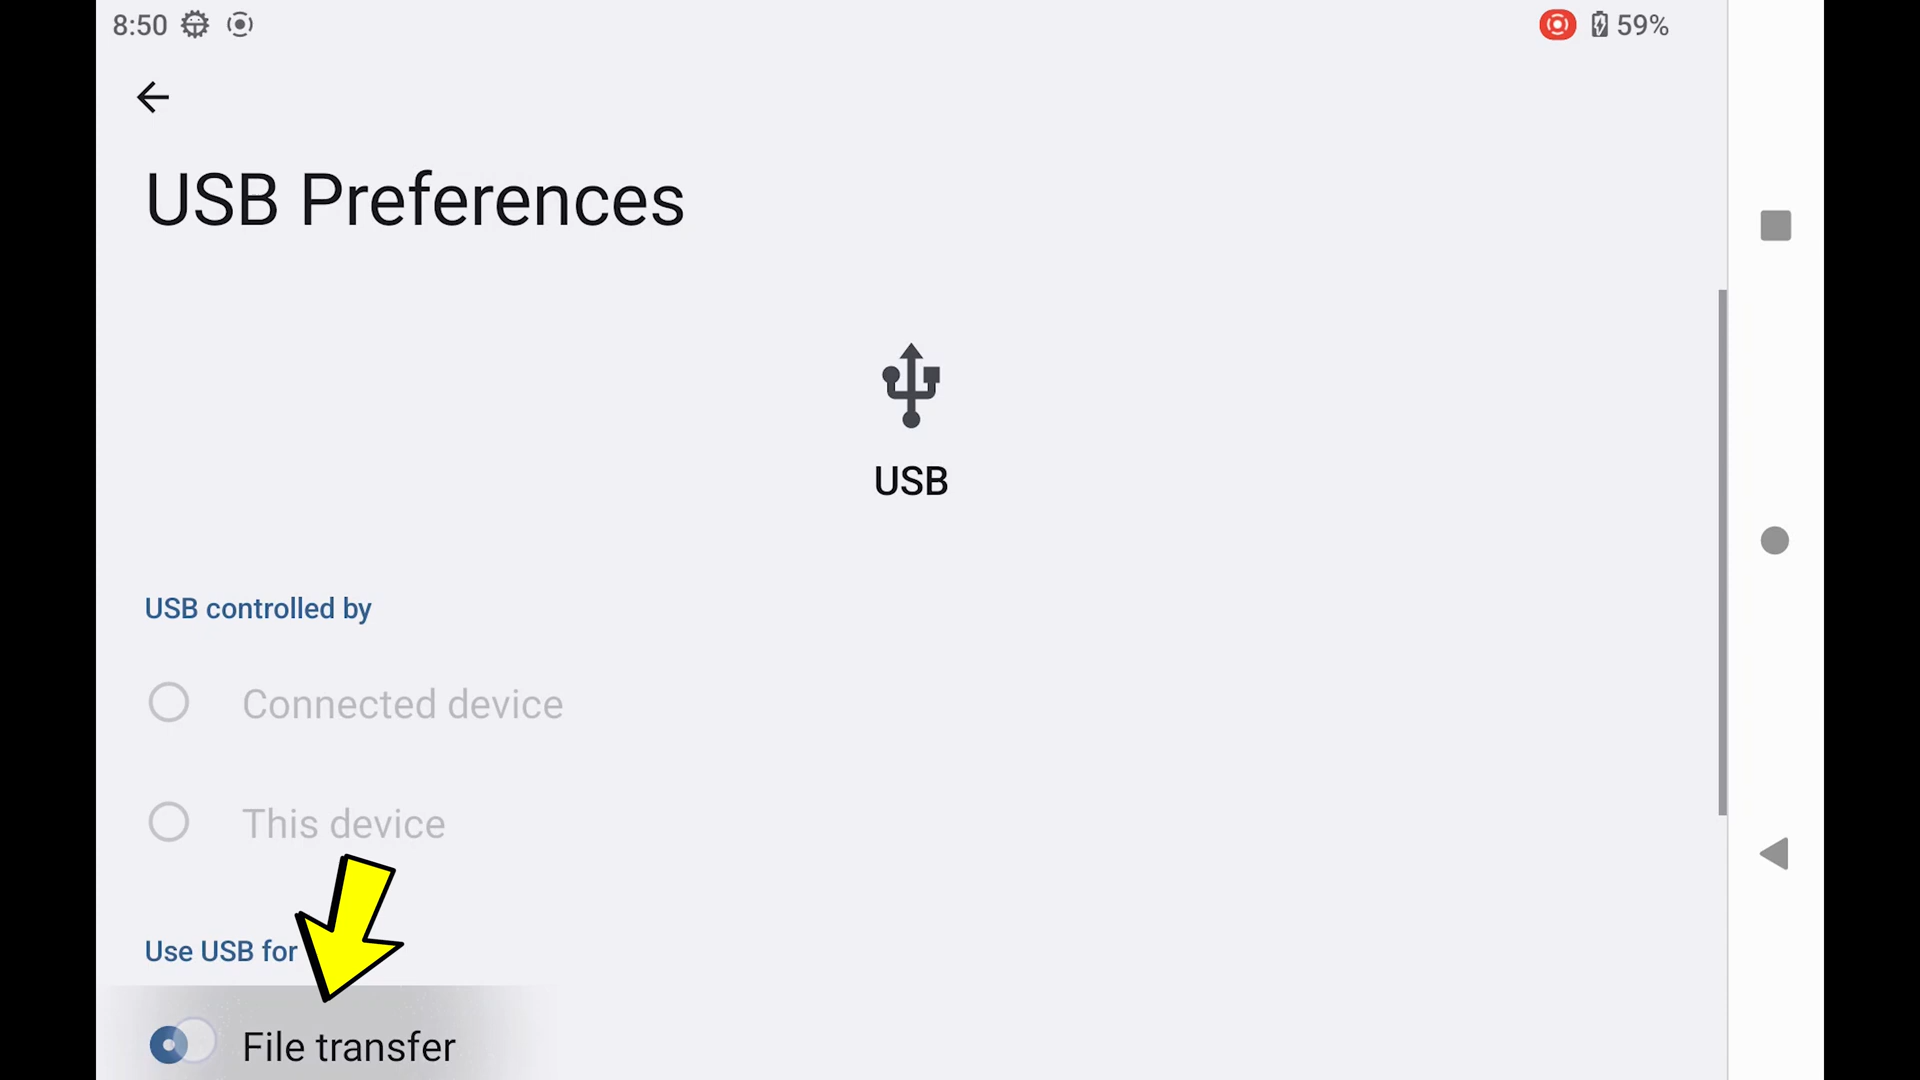 8:50
59%
USB Preferences
USB
USB controlled by
Connected device
This device
Use USB for
File transfer